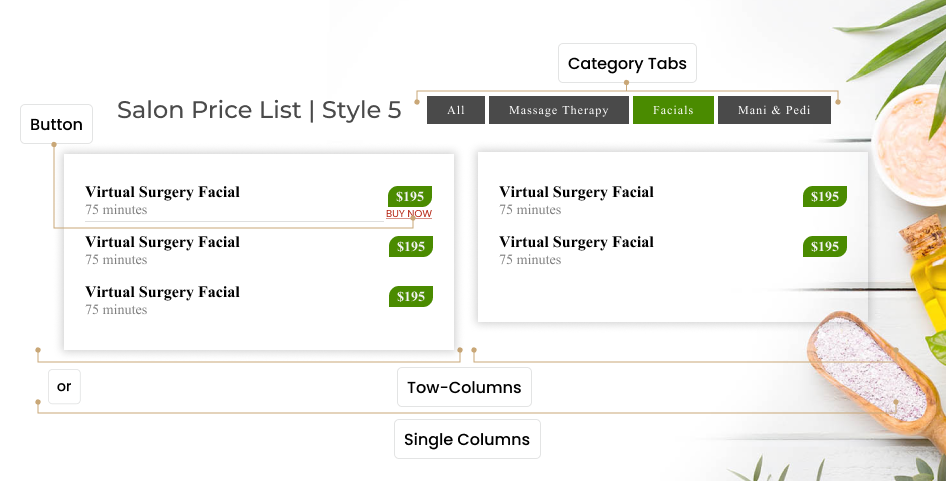 Category Tabs
Salon Price List | Style 5
All
Massage Therapy
Facials
Mani & Pedi
Button
Virtual Surgery Facial
$195
75 minutes
BUY NOW
Virtual Surgery Facial
$195
75 minutes
Virtual Surgery Facial
$195
75 minutes
Virtual Surgery Facial
$195
75 minutes
Virtual Surgery Facial
$195
75 minutes
or
Tow-Columns
Single Columns